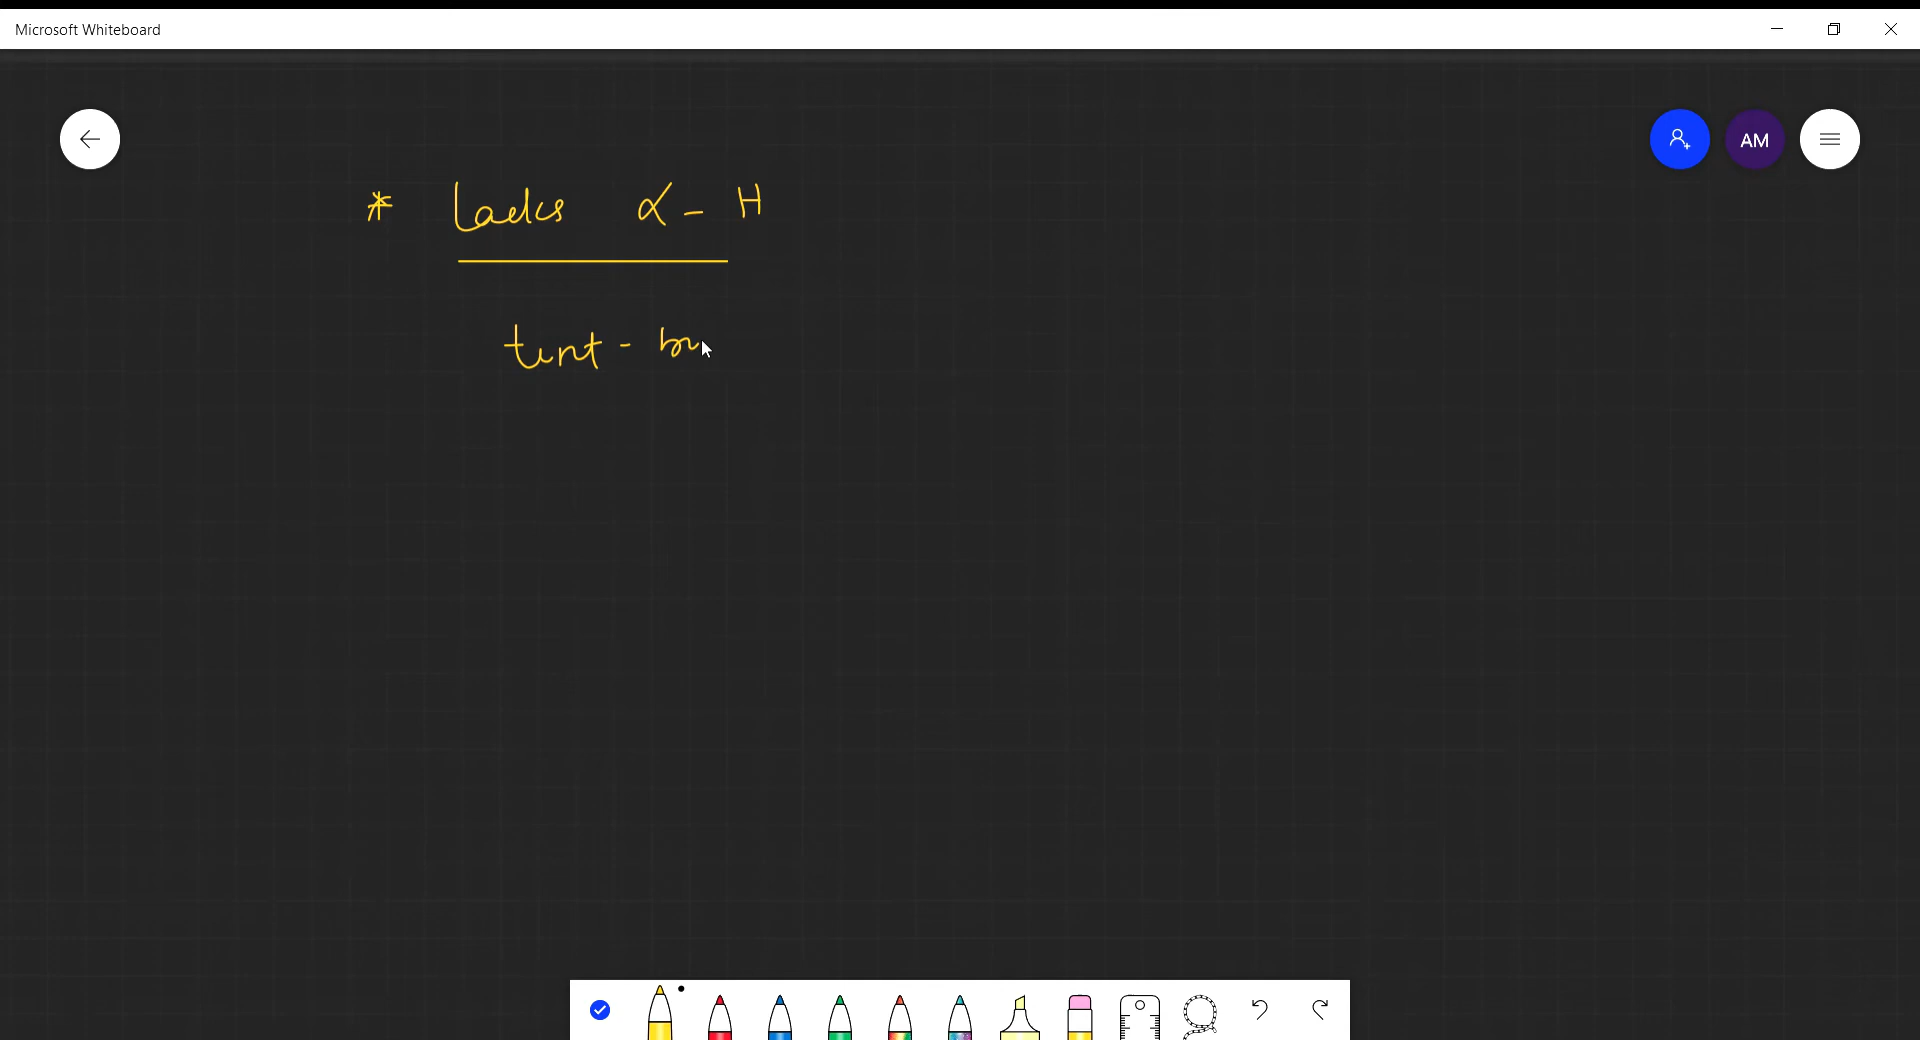 Microsoft Whiteboard
AM
* Lacks α - H
tert - bu